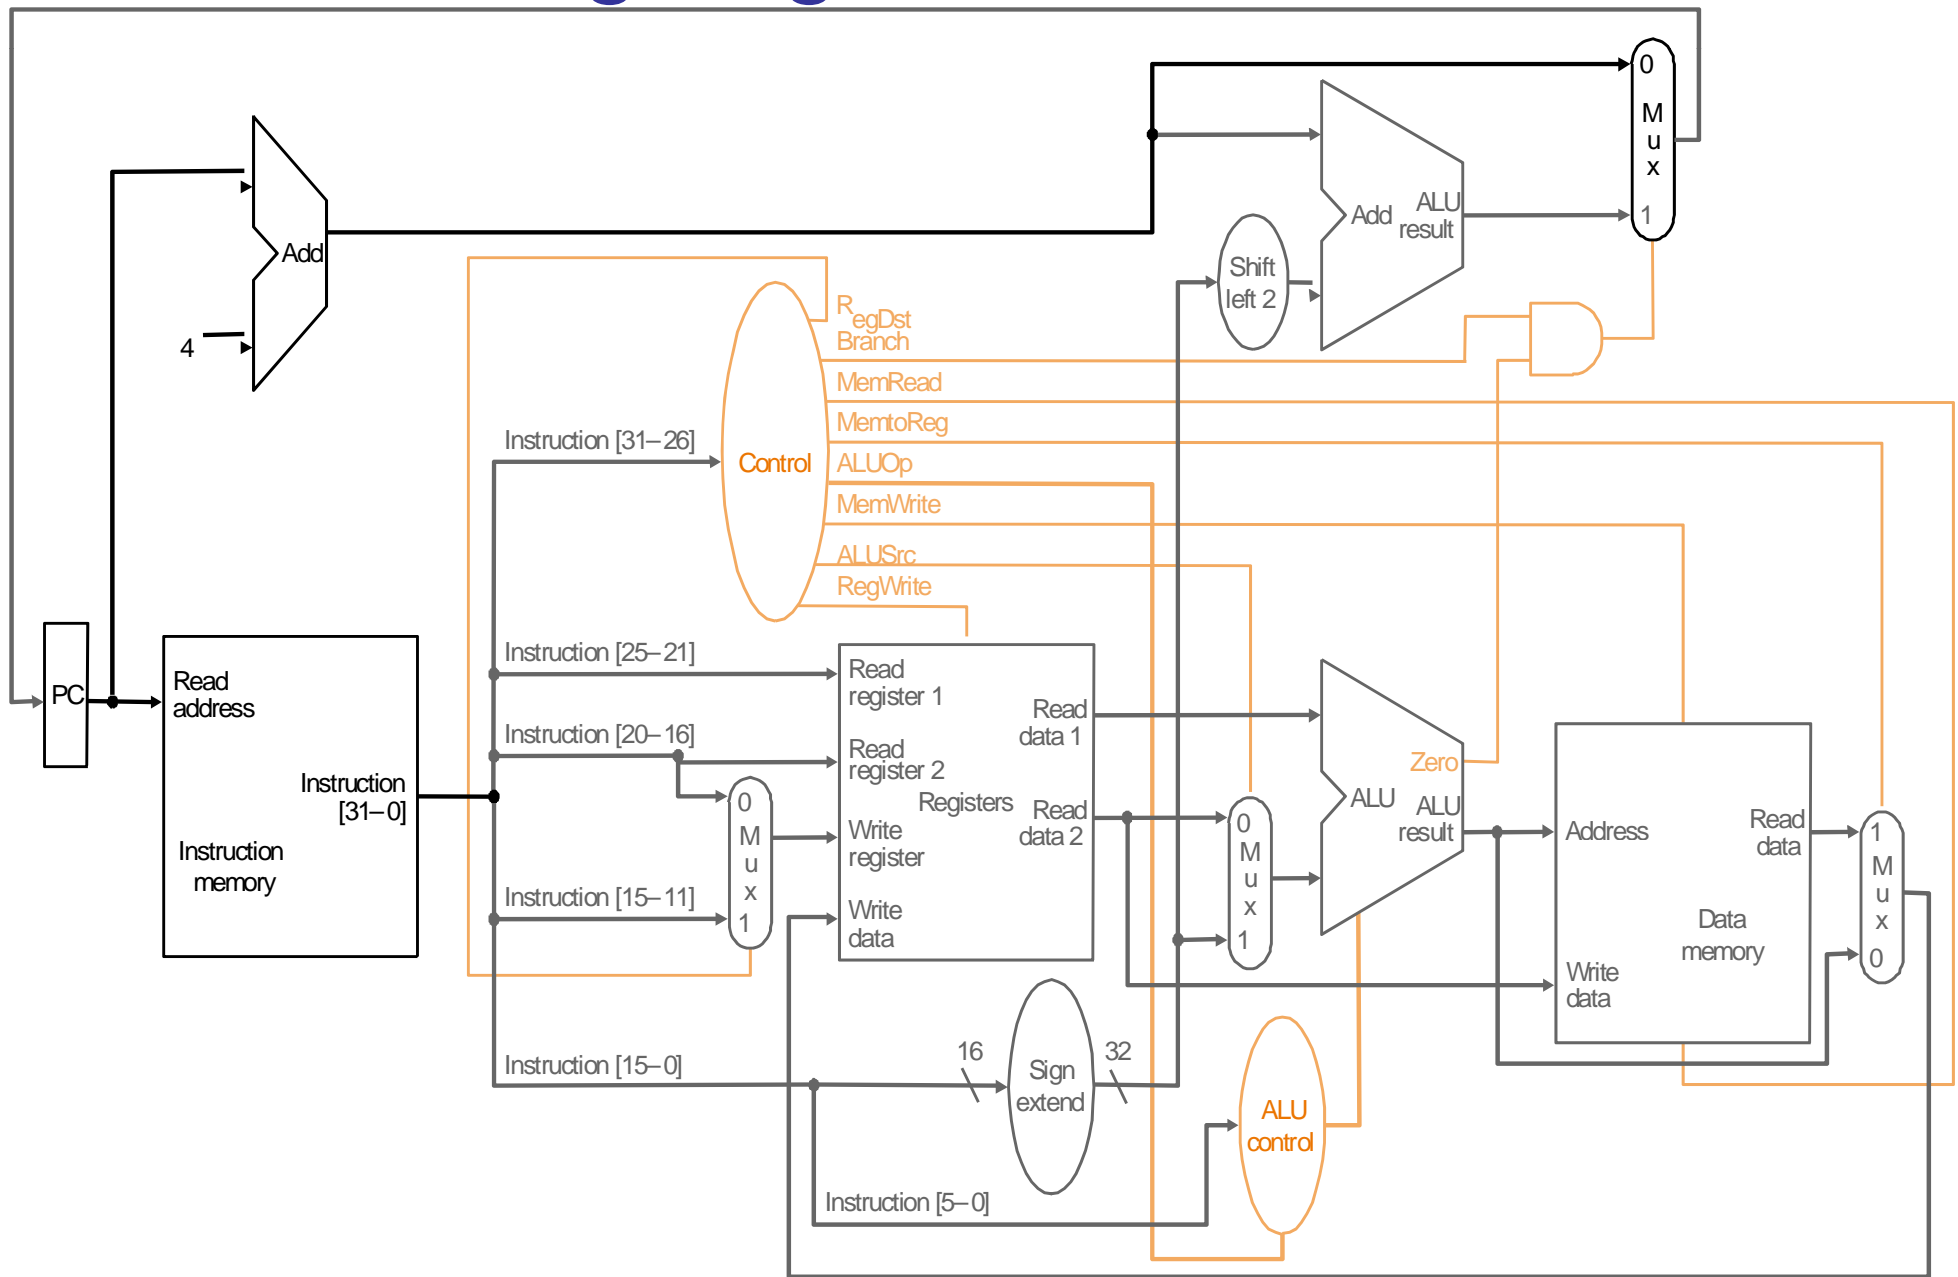 0
M
u
x
1
Add
ALU
result
Add
4
Shift
left 2
RegDst
Branch
MemRead
MemtoReg
ALUOp
MemWrite
ALUSrc
RegWrite
Control
Instruction [31–26]
Instruction [25–21]
Instruction [20–16]
Instruction [15–11]
Instruction [15–0]
Instruction [5–0]
PC
Read
address
Instruction
[31–0]
Instruction
memory
0
M
u
x
1
Read
register 1
Read
register 2
Write
register
Write
data
Registers
Read
data 1
Read
data 2
0
M
u
x
1
Zero
ALU
ALU
result
Address
Write
data
Read
data
Data
memory
1
M
u
x
0
16
Sign
extend
32
ALU
control